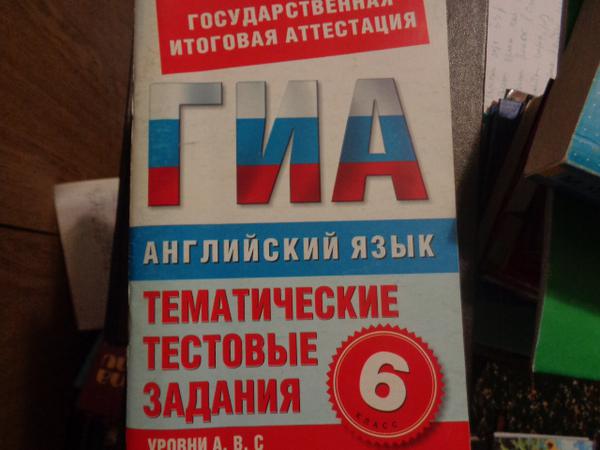 ГОСУДАРСТВЕННАЯ
ИТОГОВАЯ АТТЕСТАЦИЯ
ГИА
АНГЛИЙСКИЙ ЯЗЫК
ТЕМАТИЧЕСКИЕ
ТЕСТОВЫЕ
ЗАДАНИЯ
6
КЛАСС
УРОВНИ А, В, С